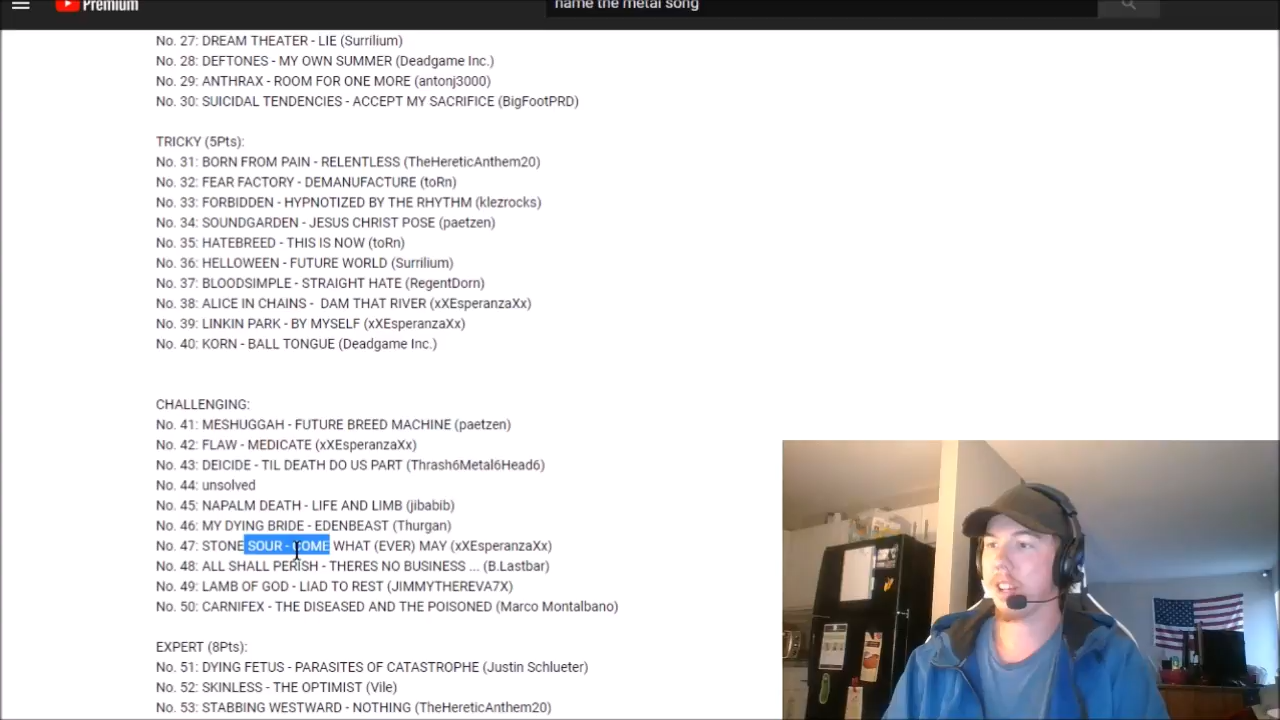 Premium
name the metal song
No. 27: DREAM THEATER - LIE (Surrilium)
No. 28: DEFTONES - MY OWN SUMMER (Deadgame Inc.)
No. 29: ANTHRAX - ROOM FOR ONE MORE (antonj3000)
No. 30: SUICIDAL TENDENCIES - ACCEPT MY SACRIFICE (BigFootPRD)
TRICKY (5Pts):
No. 31: BORN FROM PAIN - RELENTLESS (TheHereticAnthem20)
No. 32: FEAR FACTORY - DEMANUFACTURE (toRn)
No. 33: FORBIDDEN - HYPNOTIZED BY THE RHYTHM (klezrocks)
No. 34: SOUNDGARDEN - JESUS CHRIST POSE (paetzen)
No. 35: HATEBREED - THIS IS NOW (toRn)
No. 36: HELLOWEEN - FUTURE WORLD (Surrilium)
No. 37: BLOODSIMPLE - STRAIGHT HATE (RegentDorn)
No. 38: ALICE IN CHAINS - DAM THAT RIVER (xXEsperanzaXx)
No. 39: LINKIN PARK - BY MYSELF (xXEsperanzaXx)
No. 40: KORN - BALL TONGUE (Deadgame Inc.)
CHALLENGING:
No. 41: MESHUGGAH - FUTURE BREED MACHINE (paetzen)
No. 42: FLAW - MEDICATE (xXEsperanzaXx)
No. 43: DEICIDE - TIL DEATH DO US PART (Thrash6Metal6Head6)
No. 44: unsolved
No. 45: NAPALM DEATH - LIFE AND LIMB (jibabib)
No. 46: MY DYING BRIDE - EDENBEAST (Thurgan)
No. 47: STONE SOUR - COME WHAT (EVER) MAY (xXEsperanzaXx)
No. 48: ALL SHALL PERISH - THERES NO BUSINESS ... (B.Lastbar)
No. 49: LAMB OF GOD - LIAD TO REST (JIMMYTHEREVA7X)
No. 50: CARNIFEX - THE DISEASED AND THE POISONED (Marco Montalbano)
EXPERT (8Pts):
No. 51: DYING FETUS - PARASITES OF CATASTROPHE (Justin Schlueter)
No. 52: SKINLESS - THE OPTIMIST (Vile)
No. 53: STABBING WESTWARD - NOTHING (TheHereticAnthem20)